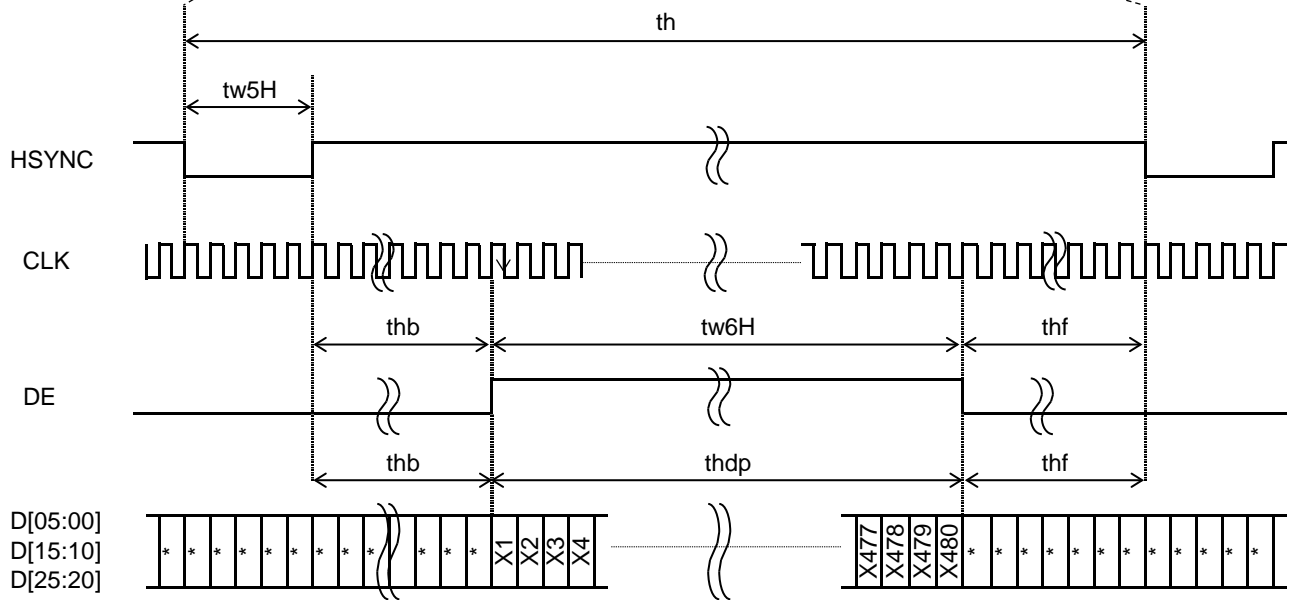 th
tw5H
HSYNC
CLK
thb tw6H thf
DE
thb thdp thf
D[05:00]
D[15:10]
D[25:20]
* * * * * * * * * * * * X1 X2 X3 X4 X477 X478 X479 X480 * * * * * * * * * * * *